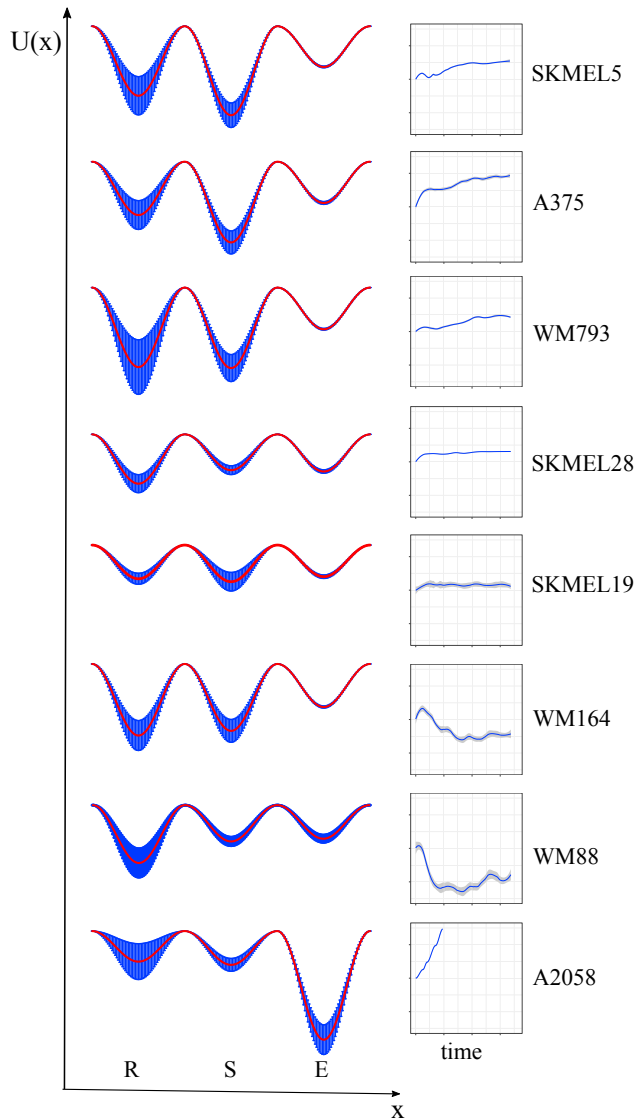 U(x)
SKMEL5
A375
WM793
SKMEL28
SKMEL19
WM164
WM88
A2058
R S E
time
x